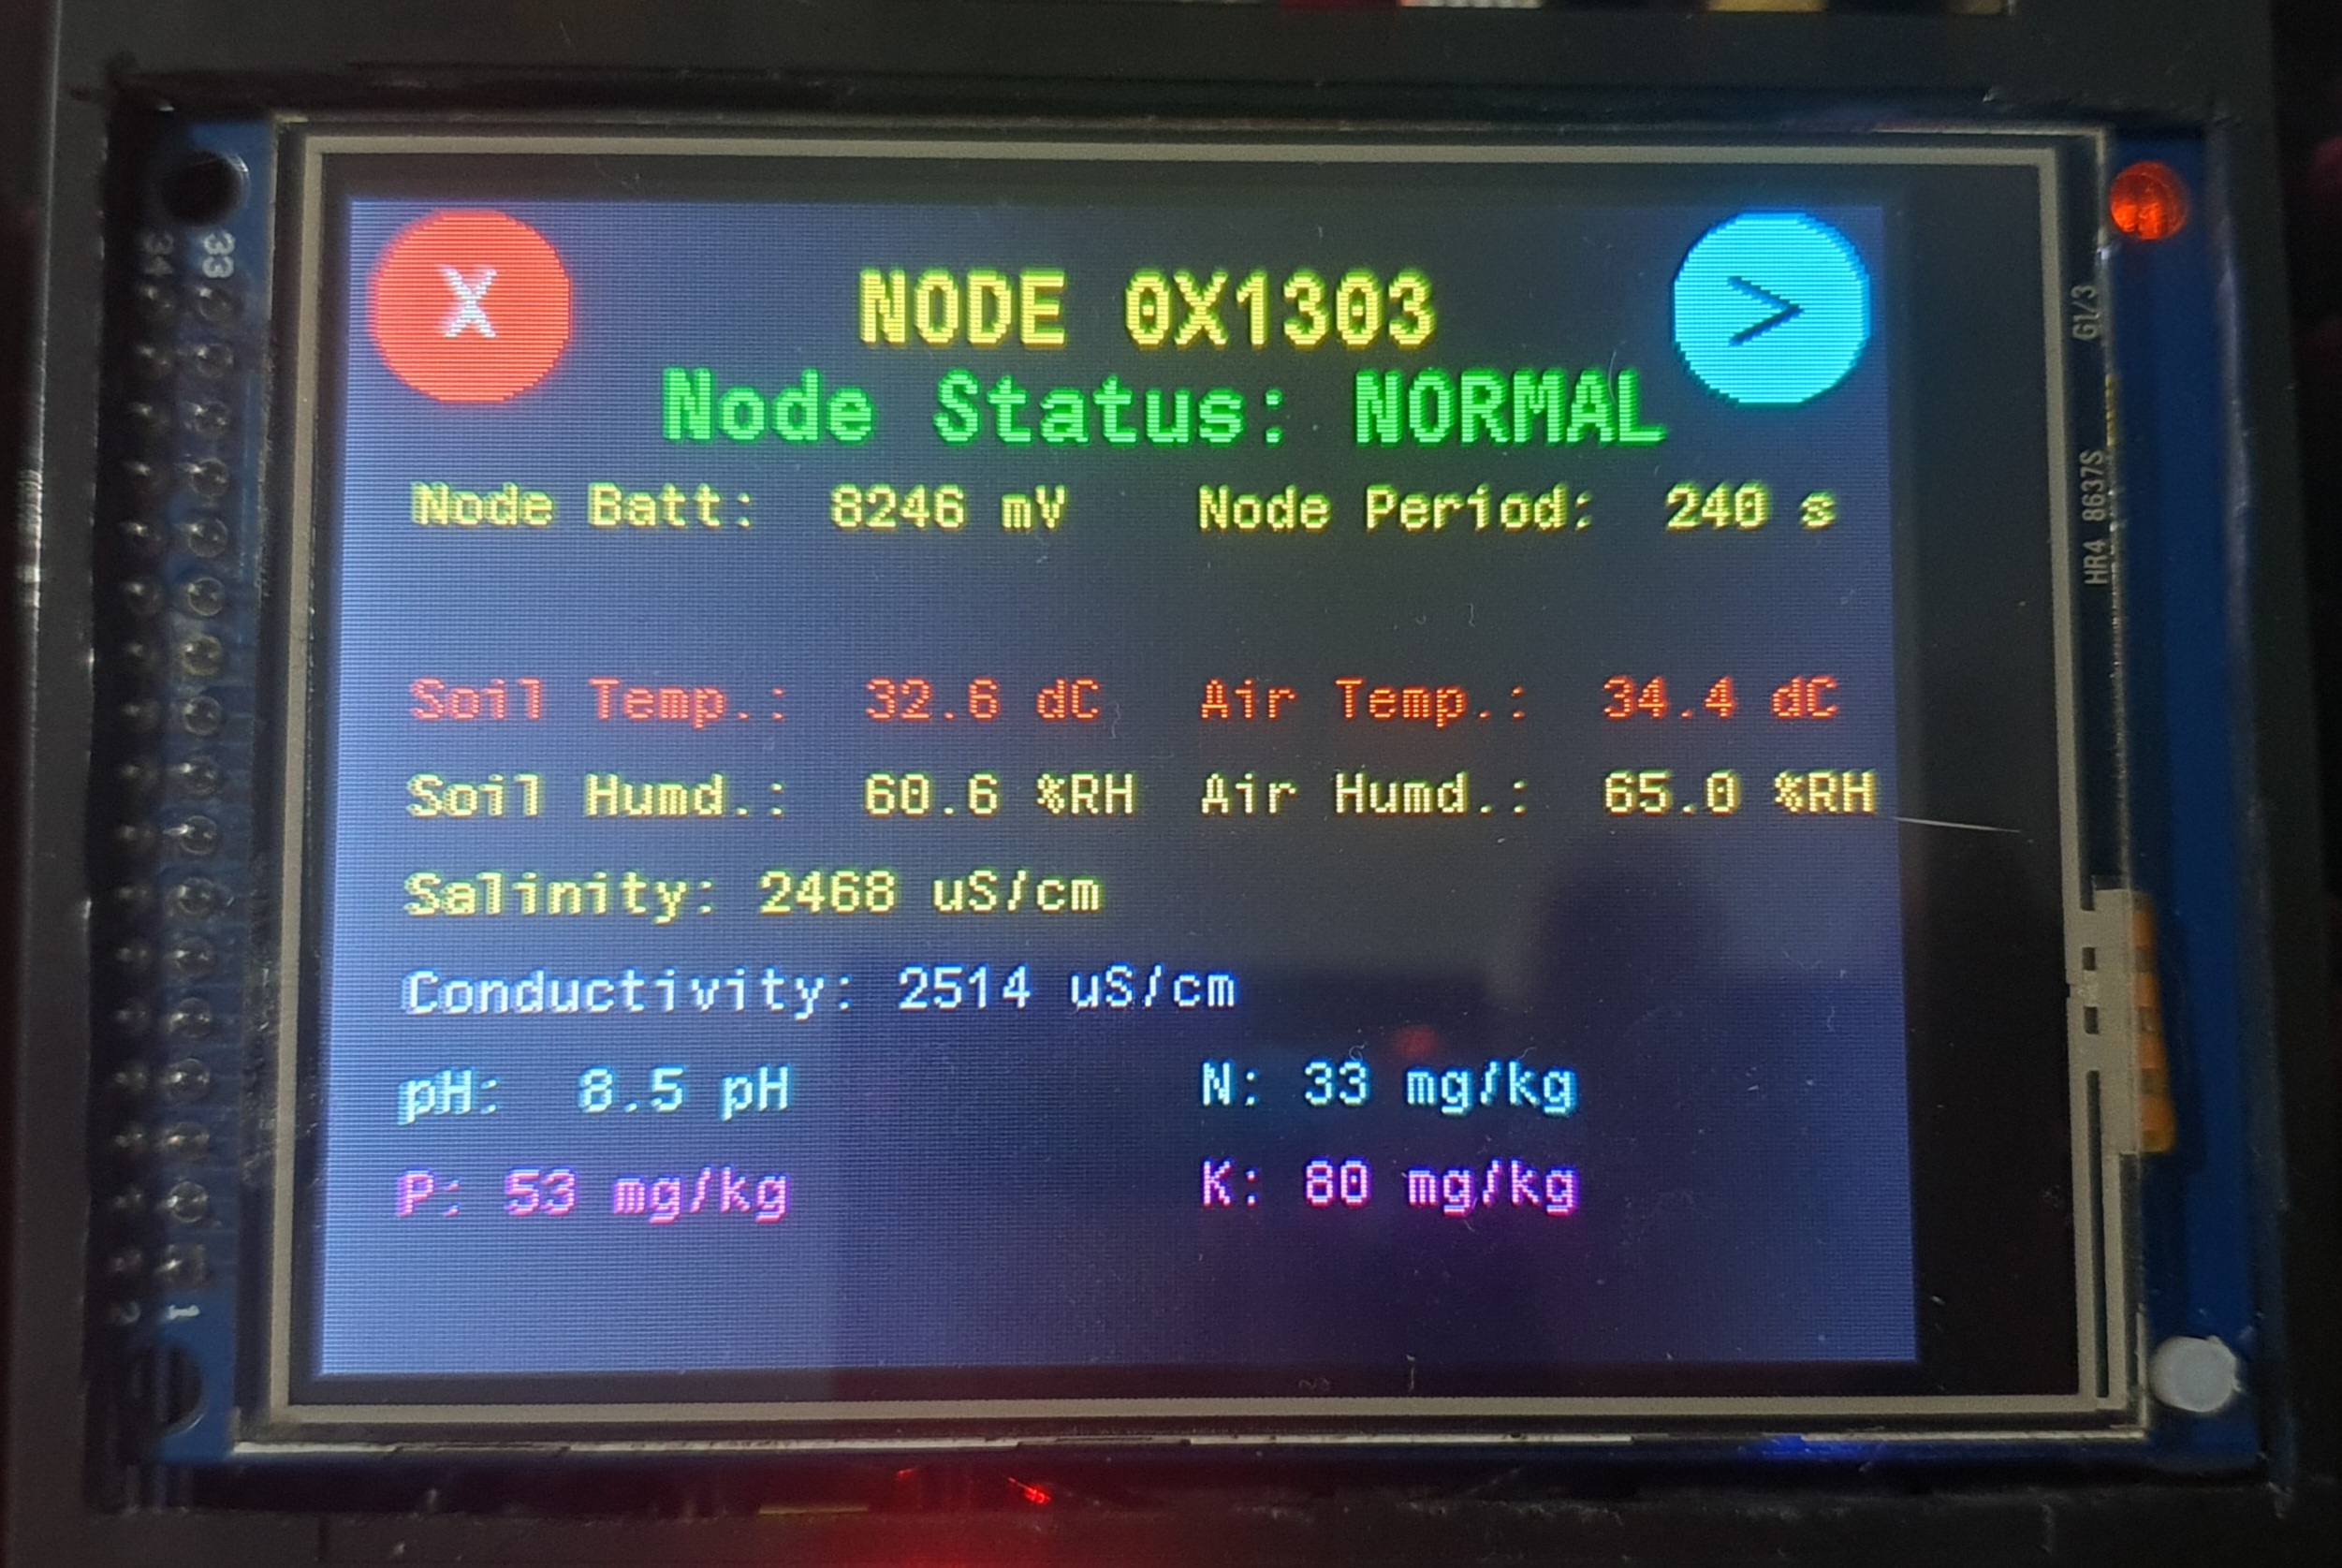 X
>
NODE 0X1303
Node Status: NORMAL
Node Batt: 8246 mV Node Period: 240 s
Soil Temp.: 32.6 dC Air Temp.: 34.4 dC
Soil Humd.: 60.6 %RH Air Humd.: 65.0 %RH
Salinity: 2468 uS/cm
Conductivity: 2514 uS/cm
pH: 8.5 pH N: 33 mg/kg
P: 53 mg/kg K: 80 mg/kg
34 33
2 1
G1/3
HR4 8637S